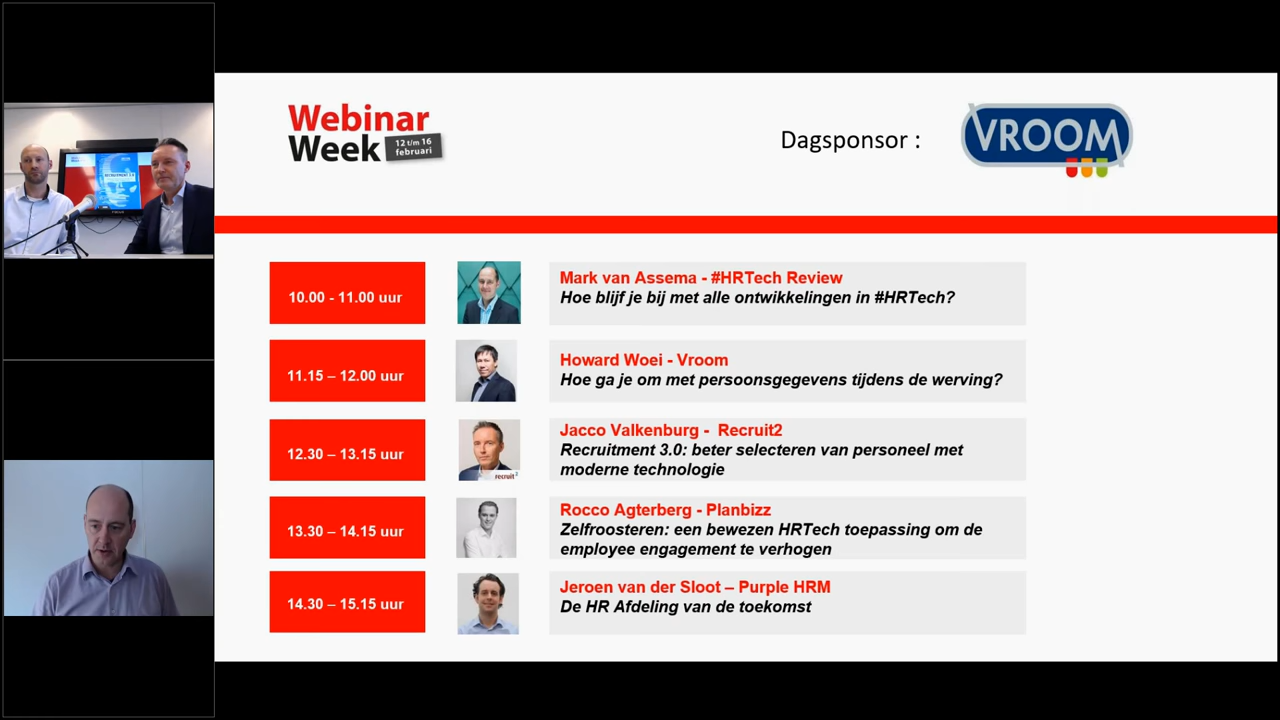 Webinar
Week
12 t/m 16
februari
Dagsponsor :
VROOM
RECRUITMENT 3.0
10.00 - 11.00 uur
Mark van Assema - #HRTech Review
Hoe blijf je bij met alle ontwikkelingen in #HRTech?
11.15 – 12.00 uur
Howard Woei - Vroom
Hoe ga je om met persoonsgegevens tijdens de werving?
12.30 – 13.15 uur
recruit²
Jacco Valkenburg - Recruit2
Recruitment 3.0: beter selecteren van personeel met
moderne technologie
13.30 – 14.15 uur
Rocco Agterberg - Planbizz
Zelfroosteren: een bewezen HRTech toepassing om de
employee engagement te verhogen
14.30 – 15.15 uur
Jeroen van der Sloot – Purple HRM
De HR Afdeling van de toekomst